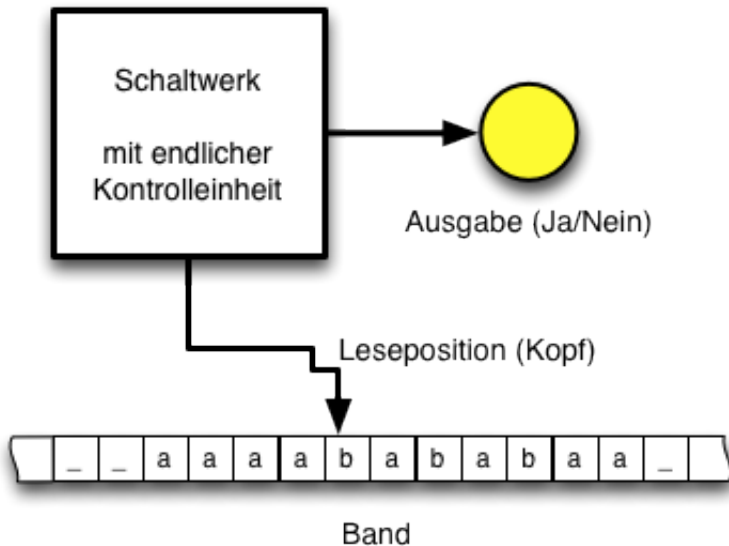 Schaltwerk
mit endlicher
Kontrolleinheit
Ausgabe (Ja/Nein)
Leseposition (Kopf)
_ _ a a a a b a b a b a a _
Band